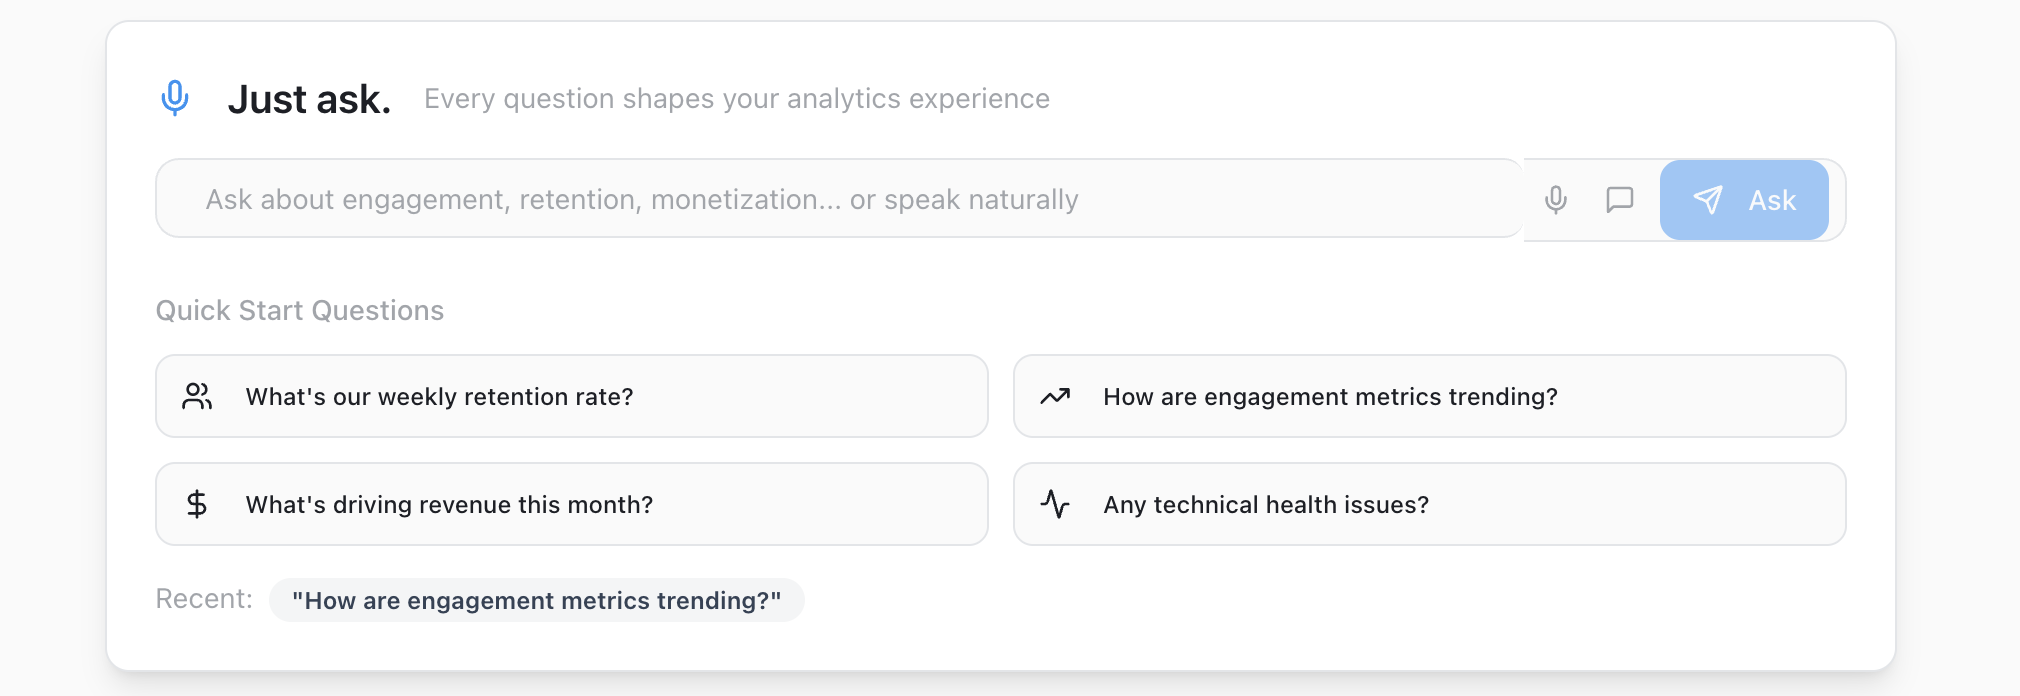 Just ask. Every question shapes your analytics experience
Ask about engagement, retention, monetization... or speak naturally
Ask
Quick Start Questions
What's our weekly retention rate?
How are engagement metrics trending?
What's driving revenue this month?
Any technical health issues?
Recent: "How are engagement metrics trending?"